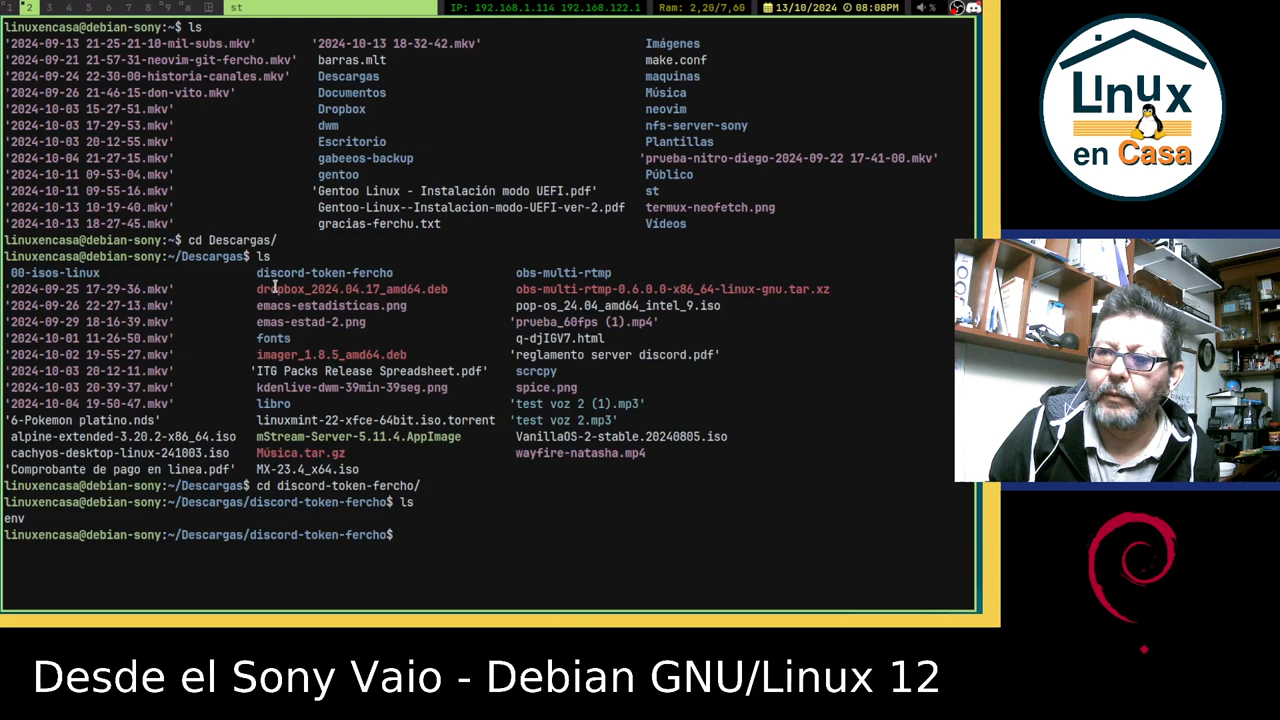 1 2 3 4 5 6 7 8 9 a st IP: 192.168.1.114 192.168.122.1 Ram: 2,20/7,6G 13/10/2024 08:08PM %
linuxencasa@debian-sony:~$ ls
'2024-09-13 21-25-21-10-mil-subs.mkv' '2024-10-13 18-32-42.mkv' Imágenes
'2024-09-21 21-57-31-neovim-git-fercho.mkv' barras.mlt make.conf
'2024-09-24 22-30-00-historia-canales.mkv' Descargas maquinas
'2024-09-26 21-46-15-don-vito.mkv' Documentos Música
'2024-10-03 15-27-51.mkv' Dropbox neovim
'2024-10-03 17-29-53.mkv' dwm nfs-server-sony
'2024-10-03 20-12-55.mkv' Escritorio Plantillas
'2024-10-04 21-27-15.mkv' gabeeos-backup 'prueba-nitro-diego-2024-09-22 17-41-00.mkv'
'2024-10-11 09-53-04.mkv' gentoo Público
'2024-10-11 09-55-16.mkv' 'Gentoo Linux - Instalación modo UEFI.pdf' st
'2024-10-13 10-19-40.mkv' Gentoo-Linux--Instalacion-modo-UEFI-ver-2.pdf termux-neofetch.png
'2024-10-13 18-27-45.mkv' gracias-ferchu.txt Vídeos
linuxencasa@debian-sony:~$ cd Descargas/
linuxencasa@debian-sony:~/Descargas$ ls
00-isos-linux discord-token-fercho obs-multi-rtmp
'2024-09-25 17-29-36.mkv' dropbox_2024.04.17_amd64.deb obs-multi-rtmp-0.6.0.0-x86_64-linux-gnu.tar.xz
'2024-09-26 22-27-13.mkv' emacs-estadisticas.png pop-os_24.04_amd64_intel_9.iso
'2024-09-29 18-16-39.mkv' emas-estad-2.png 'prueba_60fps (1).mp4'
'2024-10-01 11-26-50.mkv' fonts q-djIGV7.html
'2024-10-02 19-55-27.mkv' imager_1.8.5_amd64.deb 'reglamento server discord.pdf'
'2024-10-03 20-12-11.mkv' 'ITG Packs Release Spreadsheet.pdf' scrcpy
'2024-10-03 20-39-37.mkv' kdenlive-dwm-39min-39seg.png spice.png
'2024-10-04 19-50-47.mkv' libro 'test voz 2 (1).mp3'
'6-Pokemon platino.nds' linuxmint-22-xfce-64bit.iso.torrent 'test voz 2.mp3'
alpine-extended-3.20.2-x86_64.iso mStream-Server-5.11.4.AppImage VanillaOS-2-stable.20240805.iso
cachyos-desktop-linux-241003.iso Música.tar.gz wayfire-natasha.mp4
'Comprobante de pago en linea.pdf' MX-23.4_x64.iso
linuxencasa@debian-sony:~/Descargas$ cd discord-token-fercho/
linuxencasa@debian-sony:~/Descargas/discord-token-fercho$ ls
env
linuxencasa@debian-sony:~/Descargas/discord-token-fercho$
Linux
en Casa
Desde el Sony Vaio - Debian GNU/Linux 12